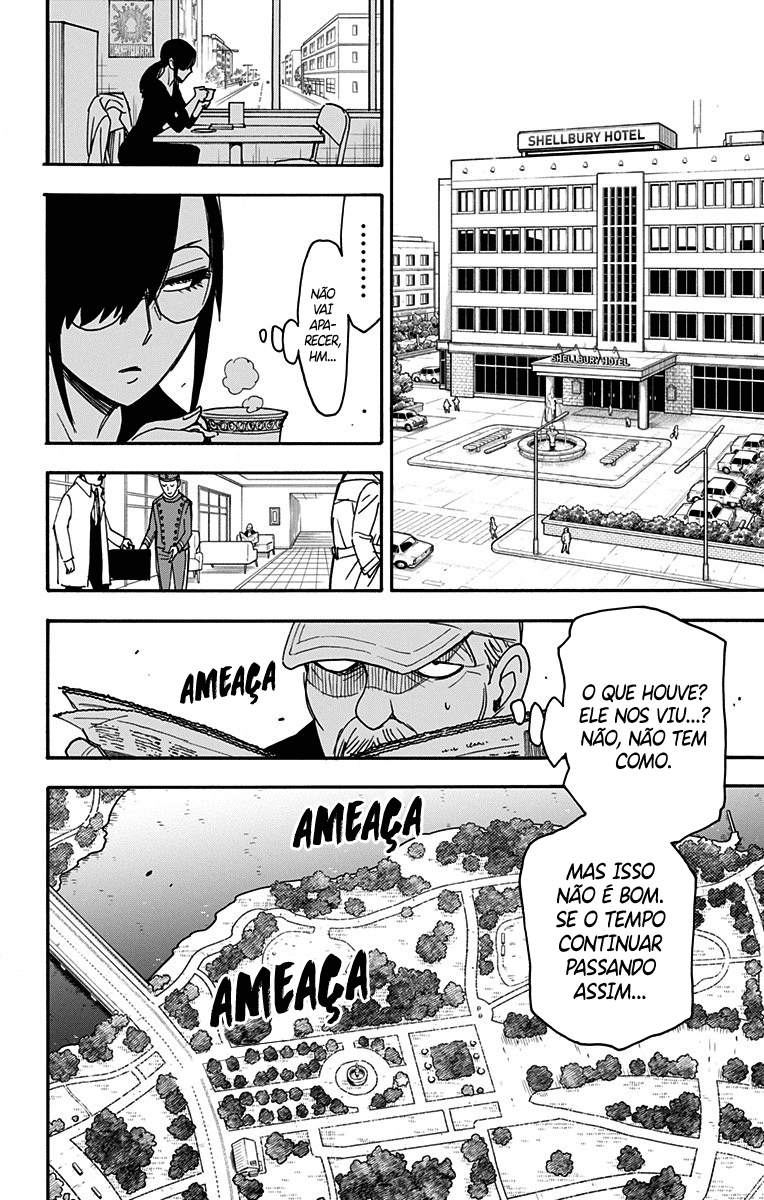 SHELLBURY HOTEL
SHELLBURY HOTEL
.........
NÃO
VAI
APA-
RECER,
HM...
AMEAÇA
O QUE HOUVE?
ELE NOS VIU...?
NÃO, NÃO TEM
COMO.
AMEAÇA
MAS ISSO
NÃO É BOM.
SE O TEMPO
CONTINUAR
PASSANDO
ASSIM...
AMEAÇA